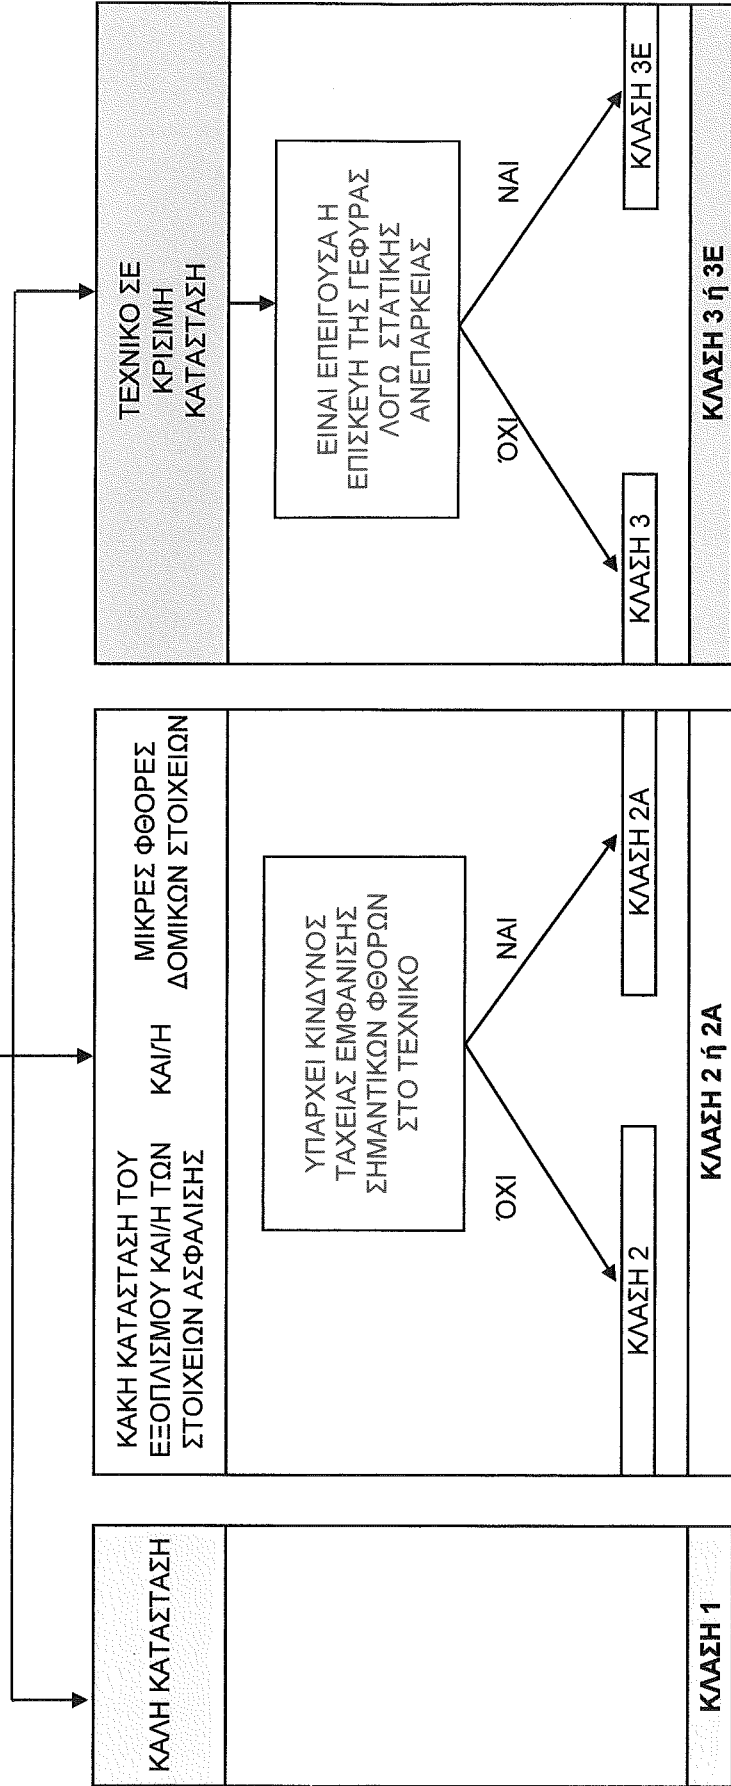 ΚΑΛΗ ΚΑΤΑΣΤΑΣΗ
ΚΛΑΣΗ 1
ΚΑΚΗ ΚΑΤΑΣΤΑΣΗ ΤΟΥ
ΕΞΟΠΛΙΣΜΟΥ ΚΑΙ/Η ΤΩΝ
ΣΤΟΙΧΕΙΩΝ ΑΣΦΑΛΙΣΗΣ
ΚΑΙ/Η
ΜΙΚΡΕΣ ΦΘΟΡΕΣ
ΔΟΜΙΚΩΝ ΣΤΟΙΧΕΙΩΝ
ΥΠΑΡΧΕΙ ΚΙΝΔΥΝΟΣ
ΤΑΧΕΙΑΣ ΕΜΦΑΝΙΣΗΣ
ΣΗΜΑΝΤΙΚΩΝ ΦΘΟΡΩΝ
ΣΤΟ ΤΕΧΝΙΚΟ
ΌΧΙ
ΝΑΙ
ΚΛΑΣΗ 2
ΚΛΑΣΗ 2Α
ΚΛΑΣΗ 2 ή 2Α
ΤΕΧΝΙΚΟ ΣΕ
ΚΡΙΣΙΜΗ
ΚΑΤΑΣΤΑΣΗ
ΕΙΝΑΙ ΕΠΕΙΓΟΥΣΑ Η
ΕΠΙΣΚΕΥΗ ΤΗΣ ΓΕΦΥΡΑΣ
ΛΟΓΩ ΣΤΑΤΙΚΗΣ
ΑΝΕΠΑΡΚΕΙΑΣ
ΌΧΙ
ΝΑΙ
ΚΛΑΣΗ 3
ΚΛΑΣΗ 3Ε
ΚΛΑΣΗ 3 ή 3Ε